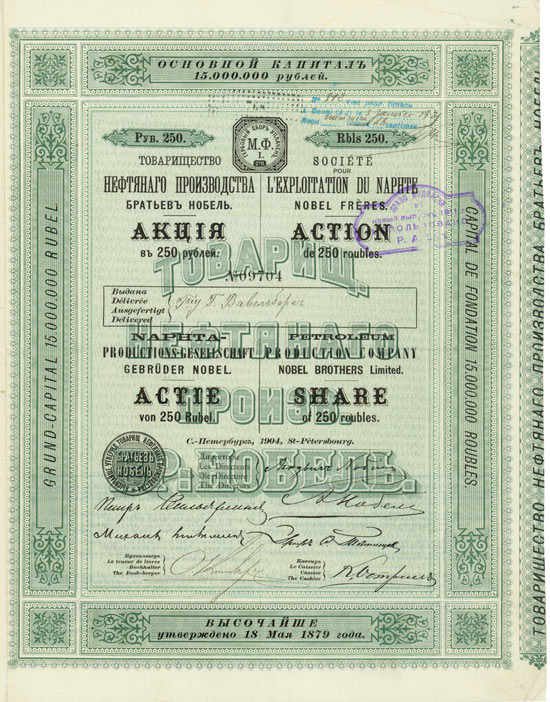 ОСНОВНОЙ КАПИТАЛЪ
15.000.000 рублей.
Руб. 250.
М.Ф.
I.
Rbls 250.
ТОВАРИЩЕСТВО
НЕФТЯНАГО ПРОИЗВОДСТВА
БРАТЬЕВЪ НОБЕЛЬ.
АКЦІЯ
въ 250 рублей.
SOCIÉTÉ
POUR
L'EXPLOITATION DU NAPHTE
NOBEL FRÈRES.
ACTION
de 250 roubles.
№ 09704
Выдана
Délivrée
Ausgefertigt
Delivered
NAPHTA-
PRODUCTIONS-GESELLSCHAFT
GEBRÜDER NOBEL.
ACTIE
von 250 Rubel.
PETROLEUM
PRODUCTION COMPANY
NOBEL BROTHERS Limited.
SHARE
of 250 roubles.
С.-Петербургъ, 1904, St-Pétersbourg.
БРАТЬЕВЪ
НОБЕЛЬ
Директоры
Les Directeurs
Die Directoren
The Directors
Бухгалтеръ
Le teneur de livres
Buchhalter
The Book-keeper
Кассиръ
Le Caissier
Cassier
The Cashier
ВЫСОЧАЙШЕ
утверждено 18 Мая 1879 года.
GRUND-CAPITAL 15.000.000 RUBEL
CAPITAL DE FONDATION 15.000.000 ROUBLES
ТОВАРИЩЕСТВО НЕФТЯНАГО ПРОИЗВОДСТВА БРАТЬЕВЪ НОБЕЛЬ